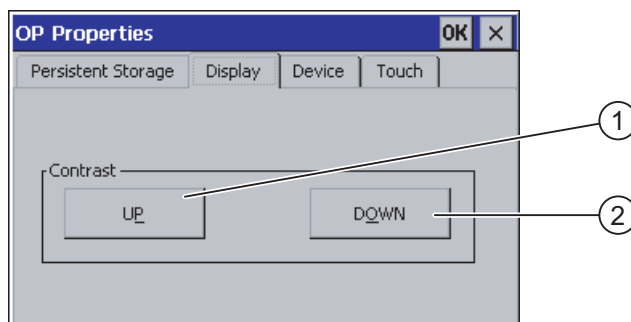 OP Properties OK ×
Persistent Storage Display Device Touch
1
Contrast
UP DOWN
2